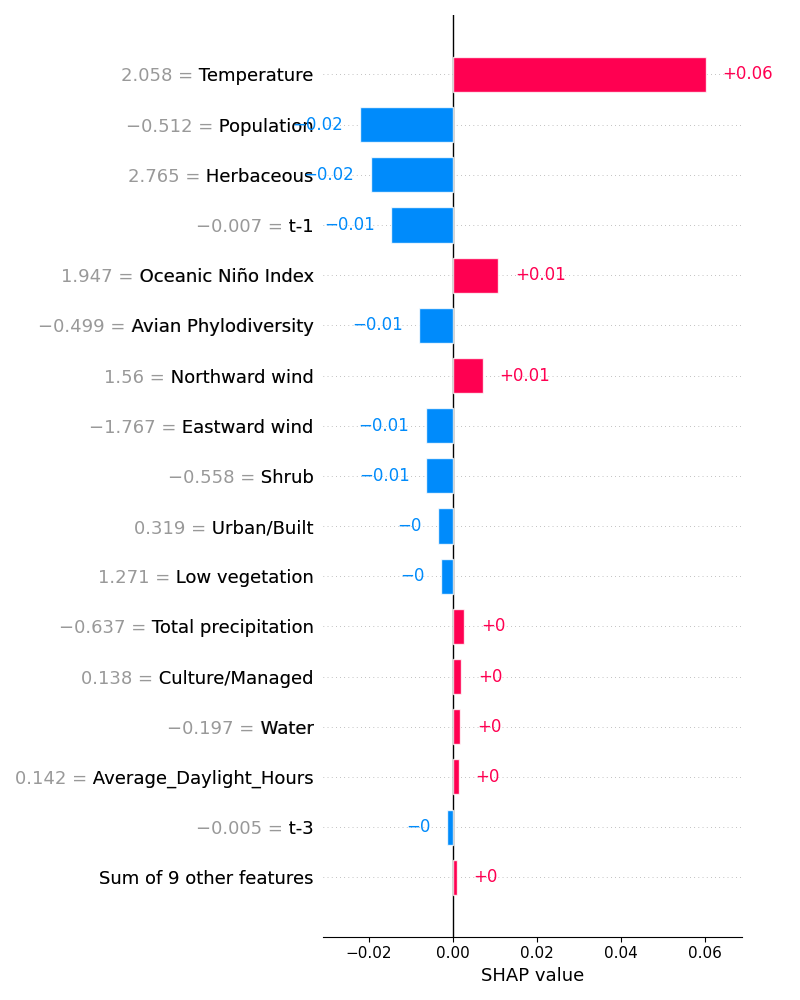 2.058 = Temperature +0.06
−0.512 = Population −0.02
2.765 = Herbaceous −0.02
−0.007 = t-1 −0.01
1.947 = Oceanic Niño Index +0.01
−0.499 = Avian Phylodiversity −0.01
1.56 = Northward wind +0.01
−1.767 = Eastward wind −0.01
−0.558 = Shrub −0.01
0.319 = Urban/Built −0
1.271 = Low vegetation −0
−0.637 = Total precipitation +0
0.138 = Culture/Managed +0
−0.197 = Water +0
0.142 = Average_Daylight_Hours +0
−0.005 = t-3 −0
Sum of 9 other features +0
−0.02 0.00 0.02 0.04 0.06
SHAP value